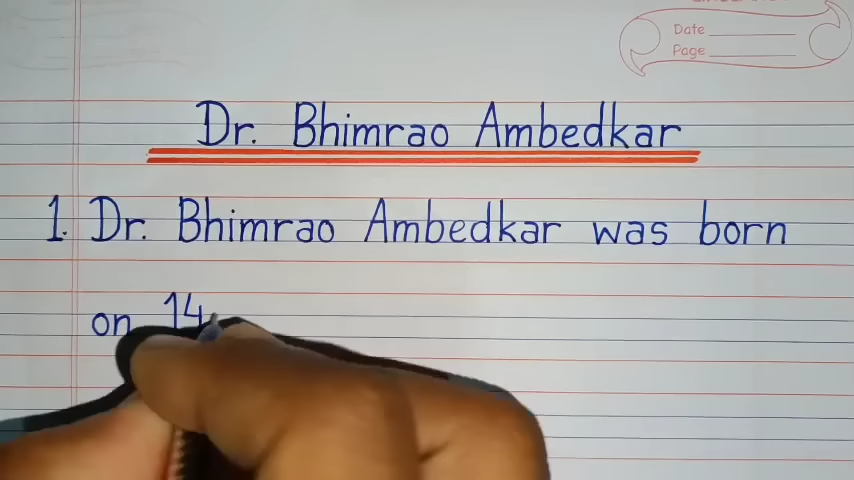 Date
Page
Dr. Bhimrao Ambedkar
1. Dr. Bhimrao Ambedkar was born
on 14